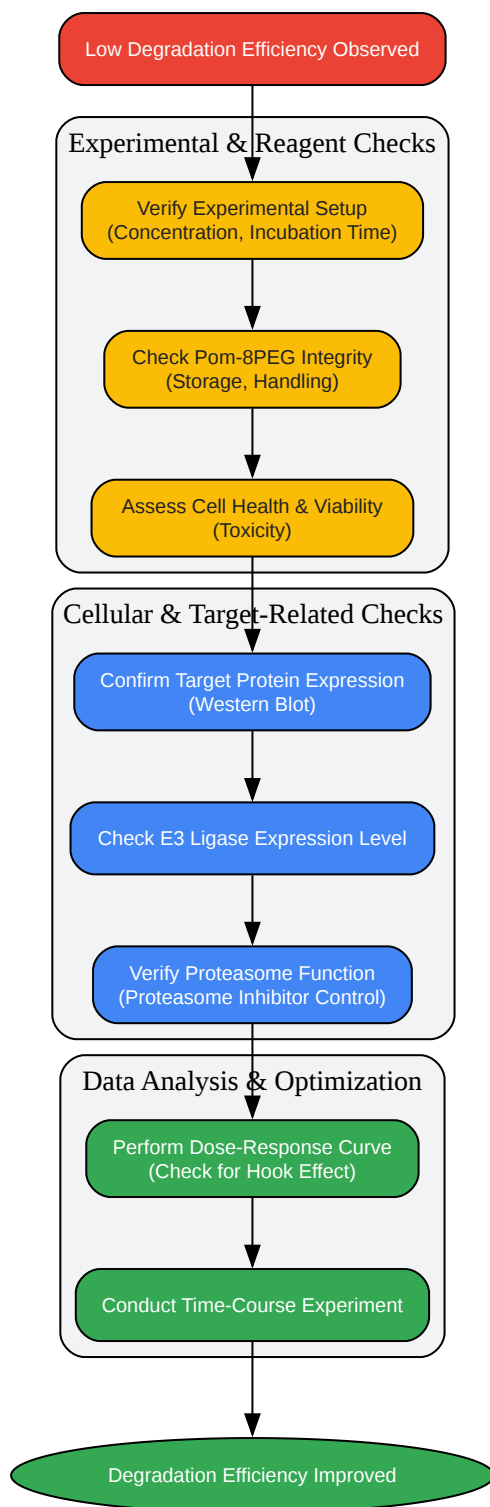 Low Degradation Efficiency Observed
Experimental & Reagent Checks
Verify Experimental Setup
(Concentration, Incubation Time)
Check Pom-8PEG Integrity
(Storage, Handling)
Assess Cell Health & Viability
(Toxicity)
Cellular & Target-Related Checks
Confirm Target Protein Expression
(Western Blot)
Check E3 Ligase Expression Level
Verify Proteasome Function
(Proteasome Inhibitor Control)
Data Analysis & Optimization
Perform Dose-Response Curve
(Check for Hook Effect)
Conduct Time-Course Experiment
Degradation Efficiency Improved